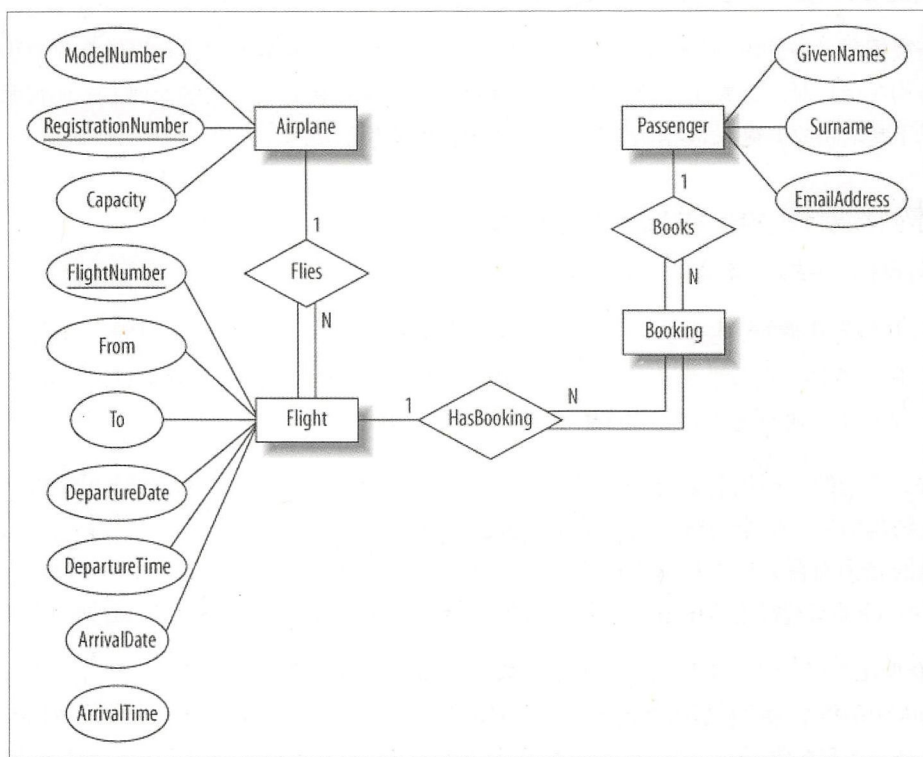 ModelNumber
GivenNames
RegistrationNumber
Airplane
Passenger
Surname
Capacity
1
1
EmailAddress
Books
FlightNumber
Flies
N
N
Booking
From
N
To
Flight
1
HasBooking
DepartureDate
DepartureTime
ArrivalDate
ArrivalTime